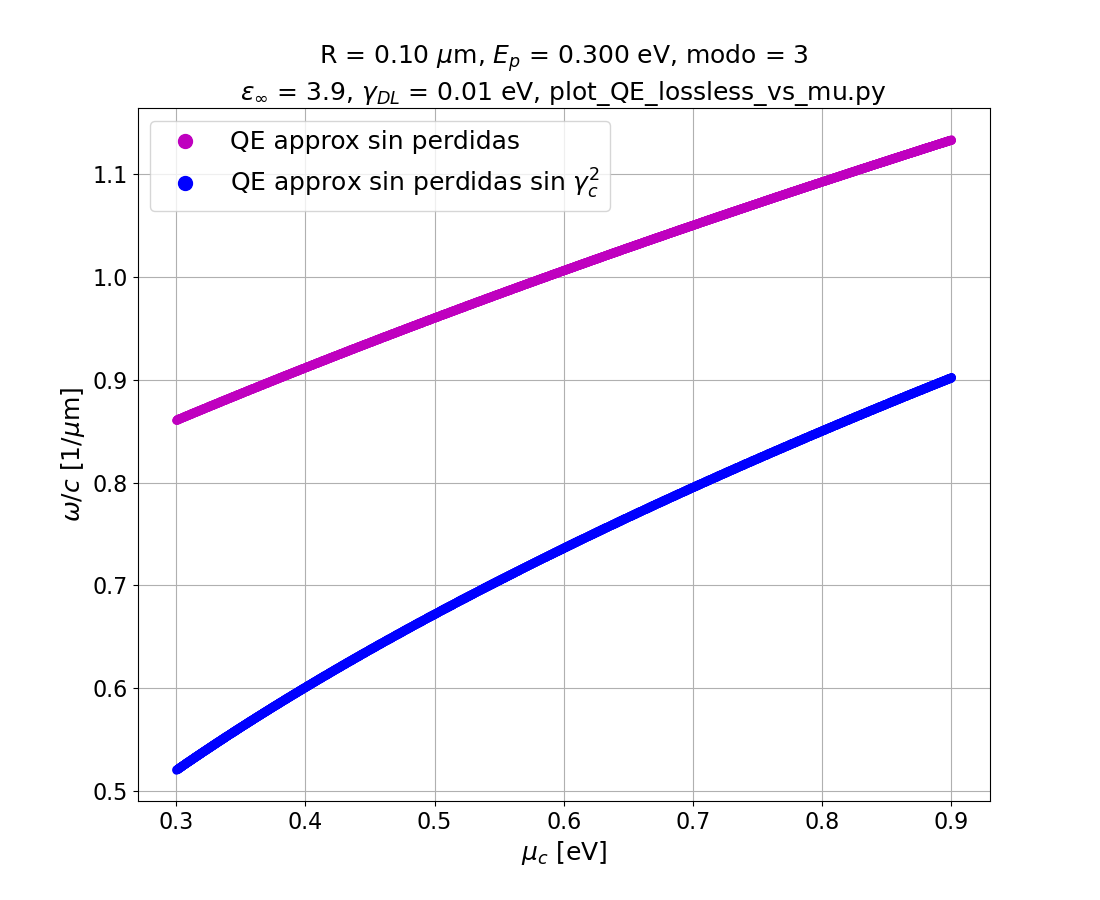 R = 0.10 μm, E_p = 0.300 eV, modo = 3
ε_∞ = 3.9, γ_DL = 0.01 eV, plot_QE_lossless_vs_mu.py
QE approx sin perdidas
QE approx sin perdidas sin γ_c^2
1.1
1.0
0.9
0.8
0.7
0.6
0.5
ω/c [1/μm]
0.3 0.4 0.5 0.6 0.7 0.8 0.9
μ_c [eV]